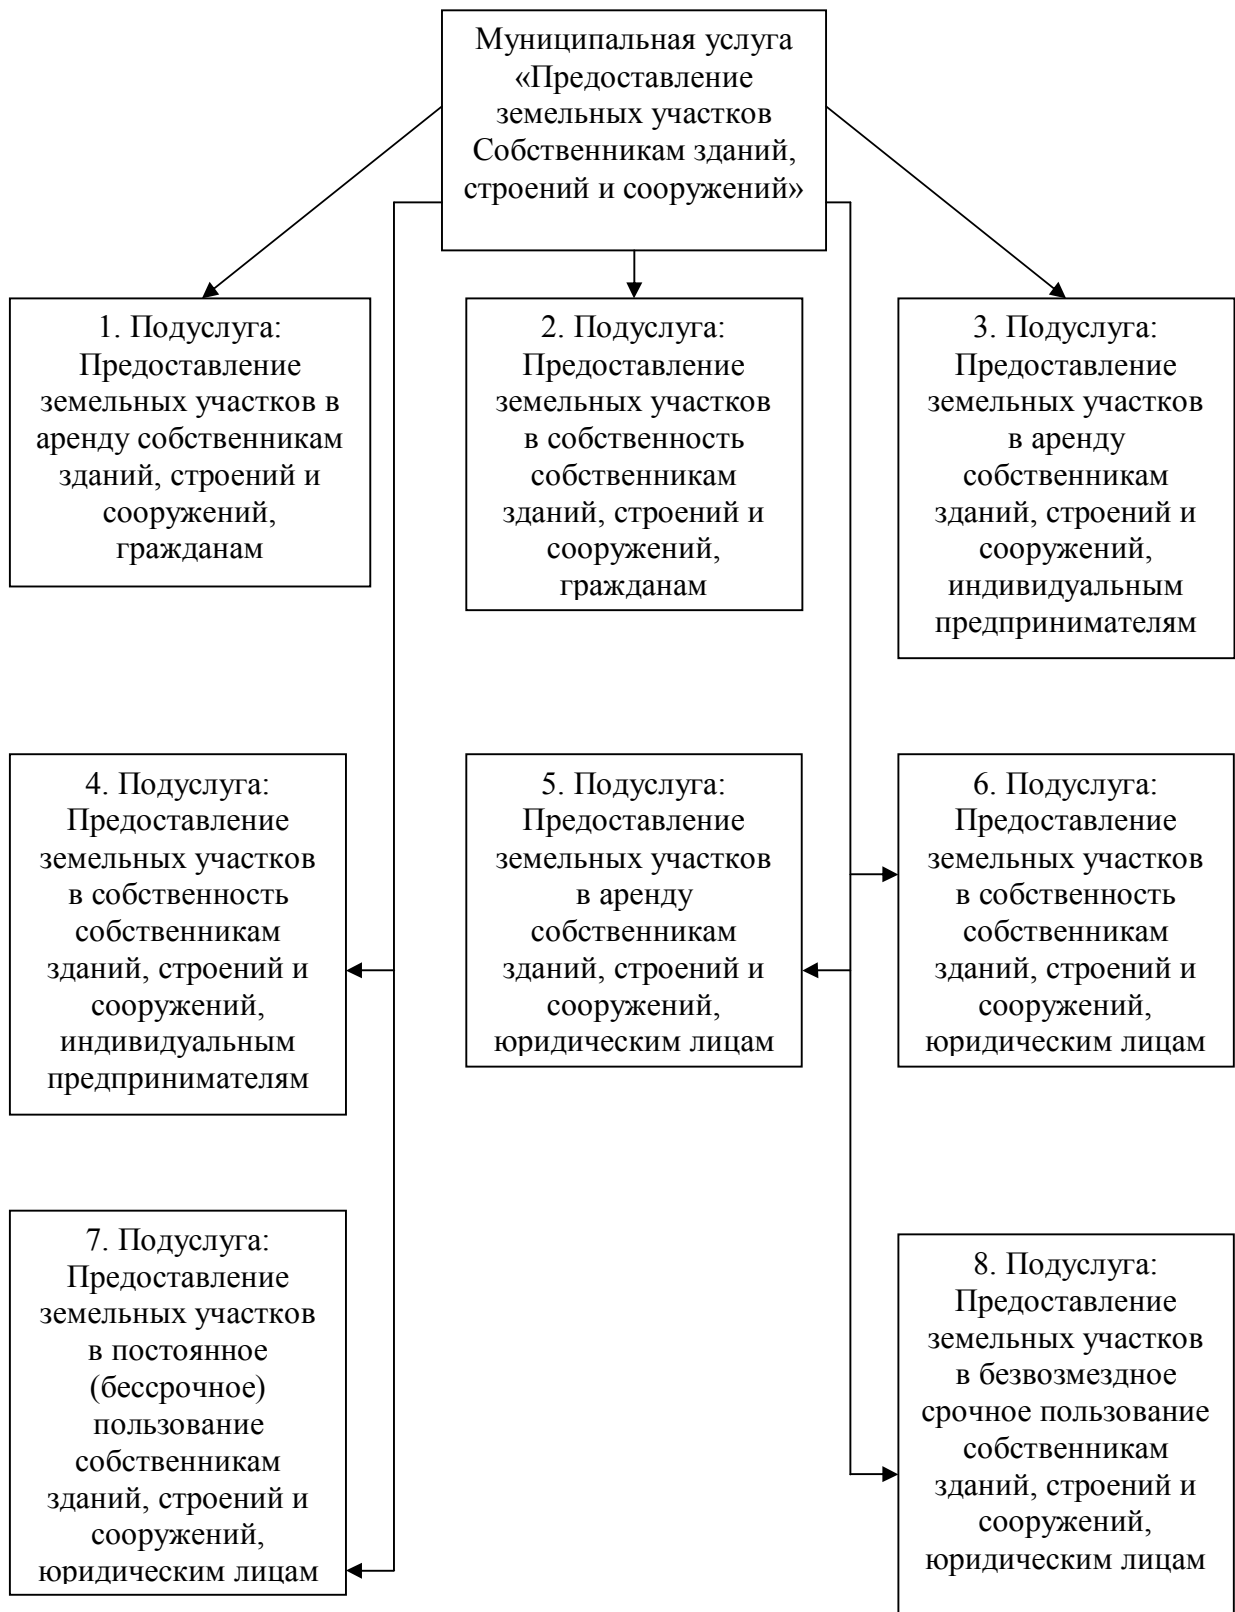 Муниципальная услуга
«Предоставление
земельных участков
Собственникам зданий,
строений и сооружений»
1. Подуслуга:
Предоставление
земельных участков в
аренду собственникам
зданий, строений и
сооружений,
гражданам
2. Подуслуга:
Предоставление
земельных участков
в собственность
собственникам
зданий, строений и
сооружений,
гражданам
3. Подуслуга:
Предоставление
земельных участков
в аренду
собственникам
зданий, строений и
сооружений,
индивидуальным
предпринимателям
4. Подуслуга:
Предоставление
земельных участков
в собственность
собственникам
зданий, строений и
сооружений,
индивидуальным
предпринимателям
5. Подуслуга:
Предоставление
земельных участков
в аренду
собственникам
зданий, строений и
сооружений,
юридическим лицам
6. Подуслуга:
Предоставление
земельных участков
в собственность
собственникам
зданий, строений и
сооружений,
юридическим лицам
7. Подуслуга:
Предоставление
земельных участков
в постоянное
(бессрочное)
пользование
собственникам
зданий, строений и
сооружений,
юридическим лицам
8. Подуслуга:
Предоставление
земельных участков
в безвозмездное
срочное пользование
собственникам
зданий, строений и
сооружений,
юридическим лицам